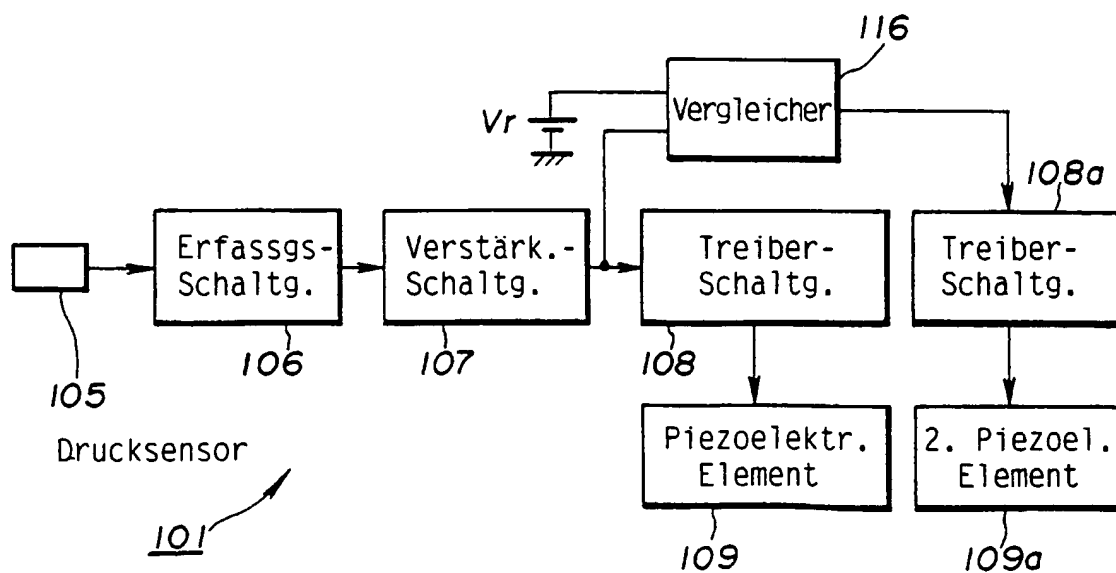 116
Vergleicher
Vr
108a
Erfassgs-
Schaltg.
Verstärk.-
Schaltg.
Treiber-
Schaltg.
Treiber-
Schaltg.
105
106
107
108
Drucksensor
Piezoelektr.
Element
2. Piezoel.
Element
101
109
109a